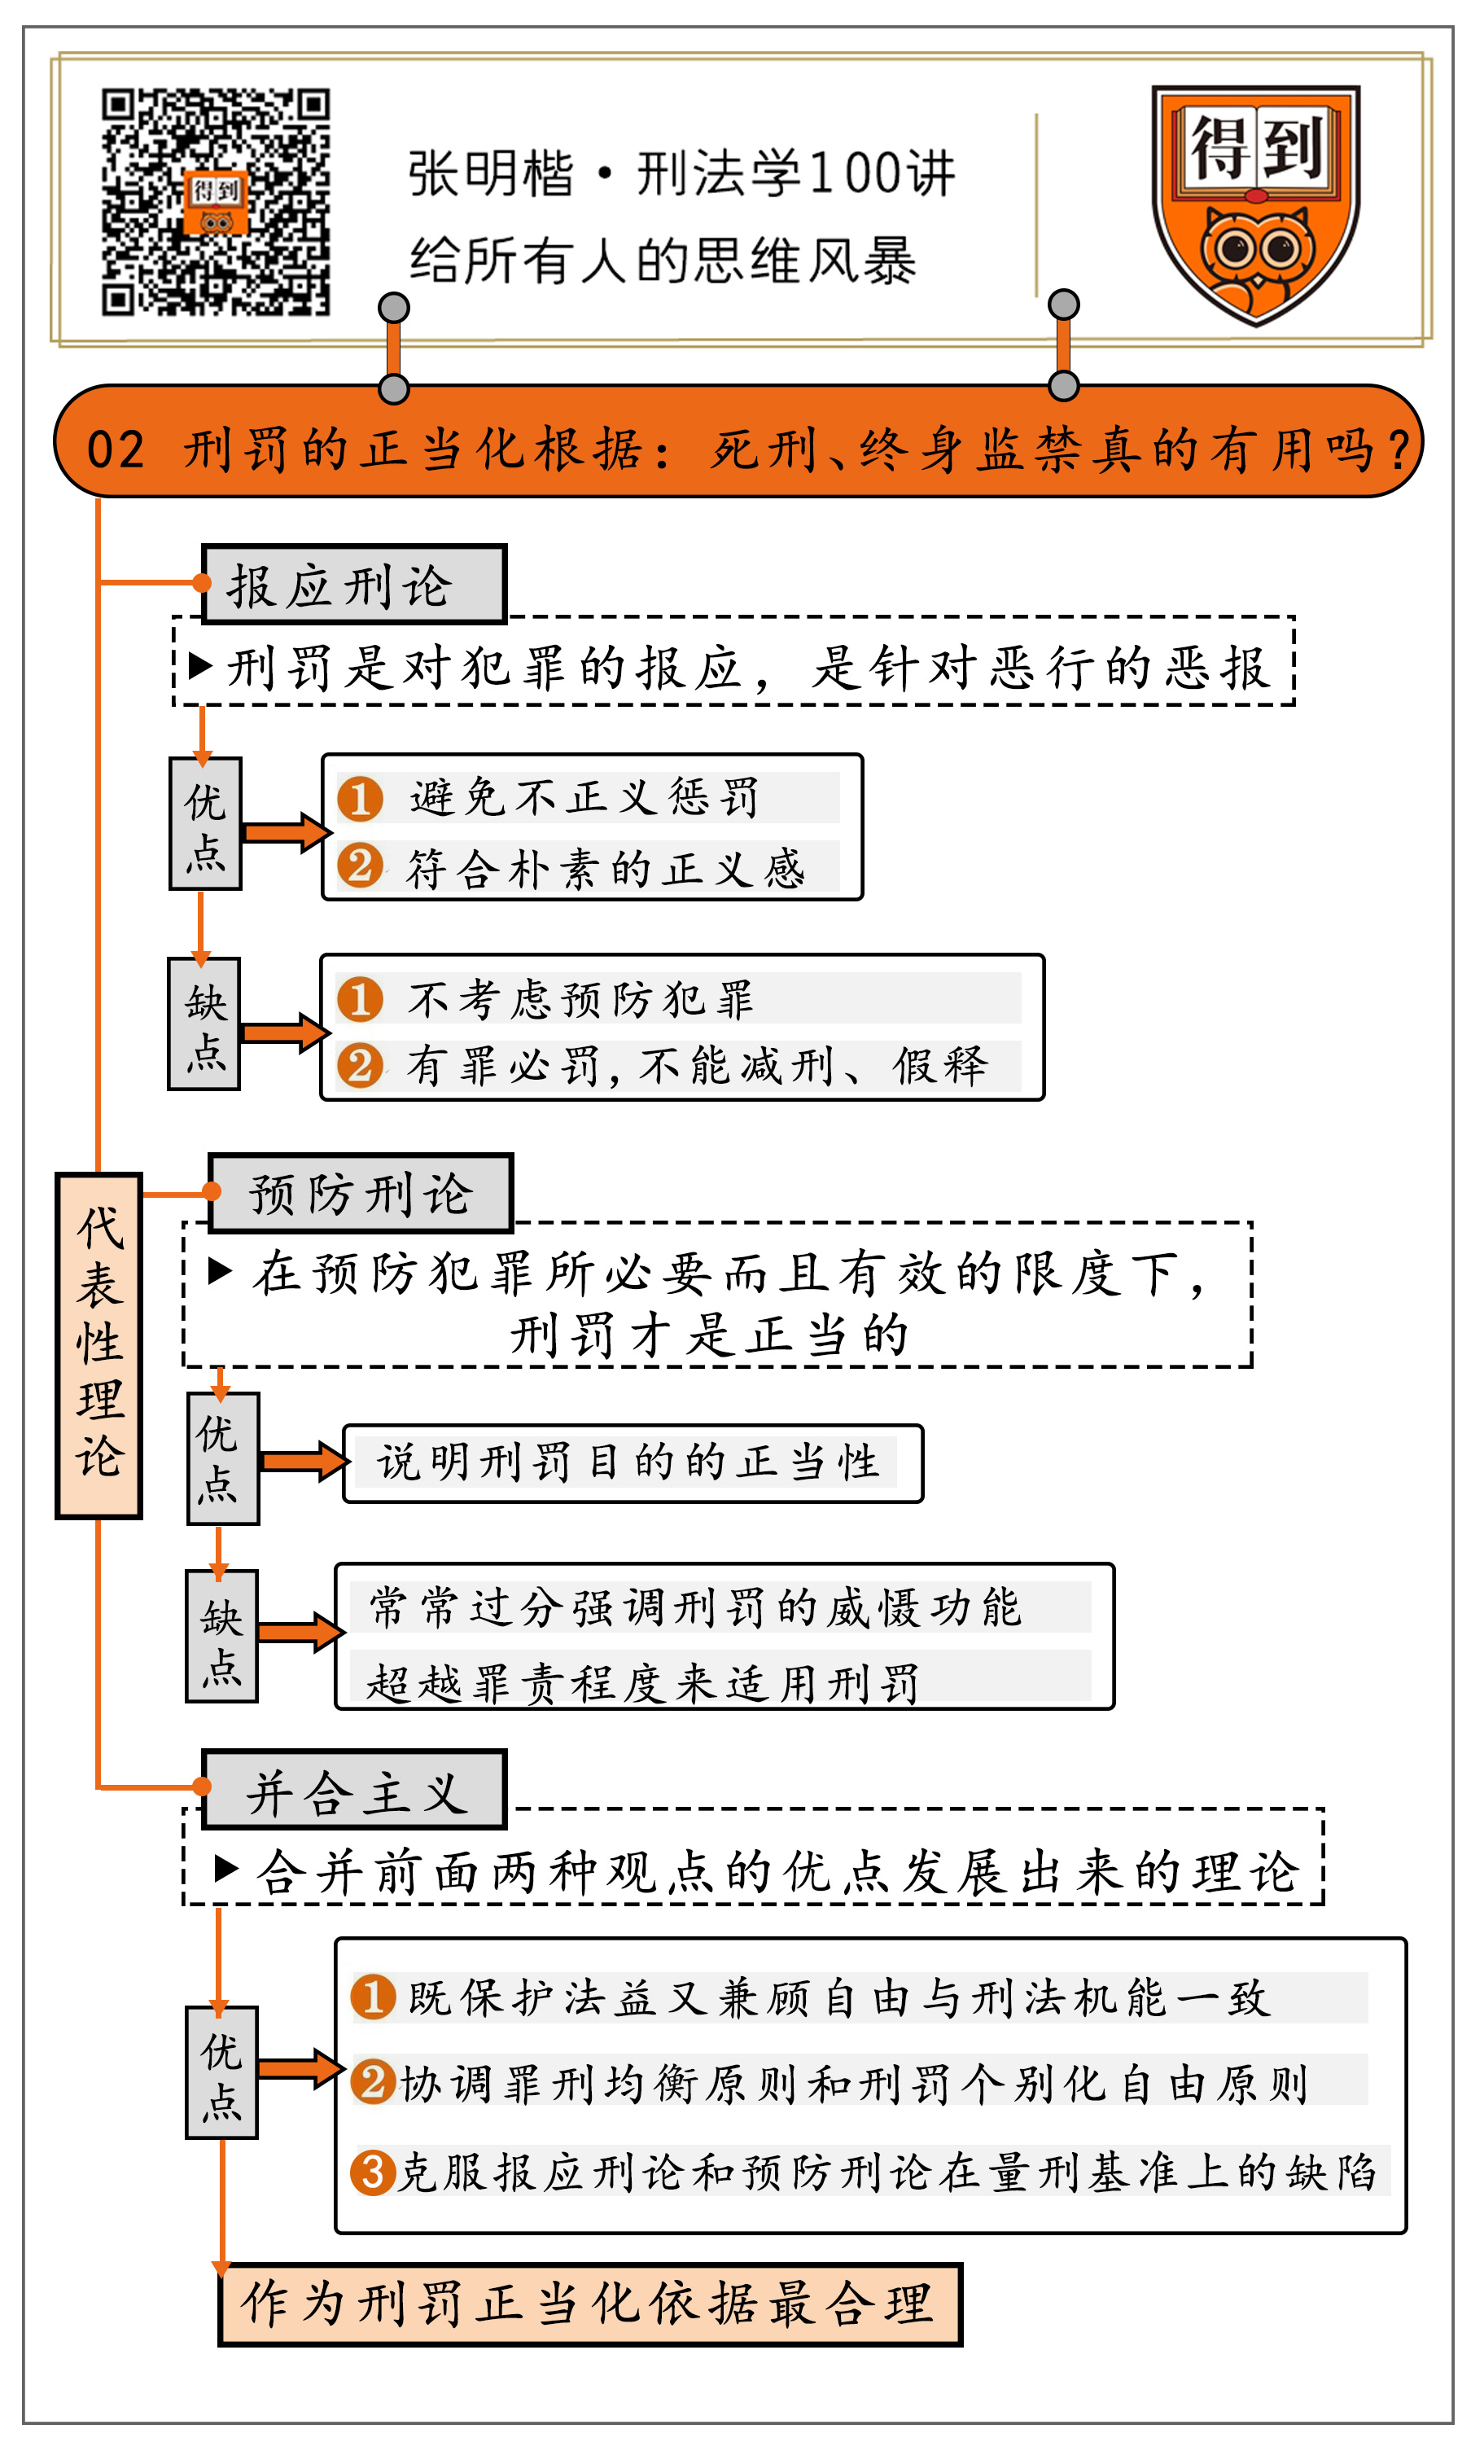 得到
张明楷·刑法学100讲
给所有人的思维风暴
得到
02 刑罚的正当化根据：死刑、终身监禁真的有用吗？
报应刑论
刑罚是对犯罪的报应，是针对恶行的恶报
优点
1 避免不正义惩罚
2 符合朴素的正义感
缺点
1 不考虑预防犯罪
2 有罪必罚，不能减刑、假释
代表性理论
预防刑论
在预防犯罪所必要而且有效的限度下，
刑罚才是正当的
优点
说明刑罚目的的正当性
缺点
常常过分强调刑罚的威慑功能
超越罪责程度来适用刑罚
并合主义
合并前面两种观点的优点发展出来的理论
优点
1 既保护法益又兼顾自由与刑法机能一致
2 协调罪刑均衡原则和刑罚个别化自由原则
3 克服报应刑论和预防刑论在量刑基准上的缺陷
作为刑罚正当化依据最合理